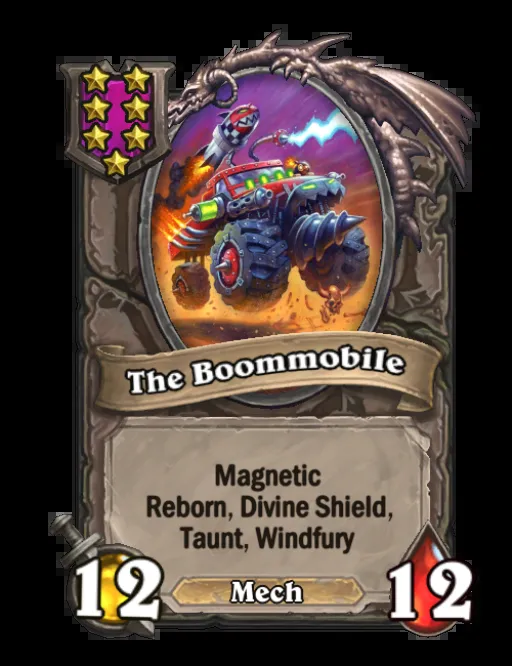 The Boommobile
Magnetic
Reborn, Divine Shield,
Taunt, Windfury
12
Mech
12